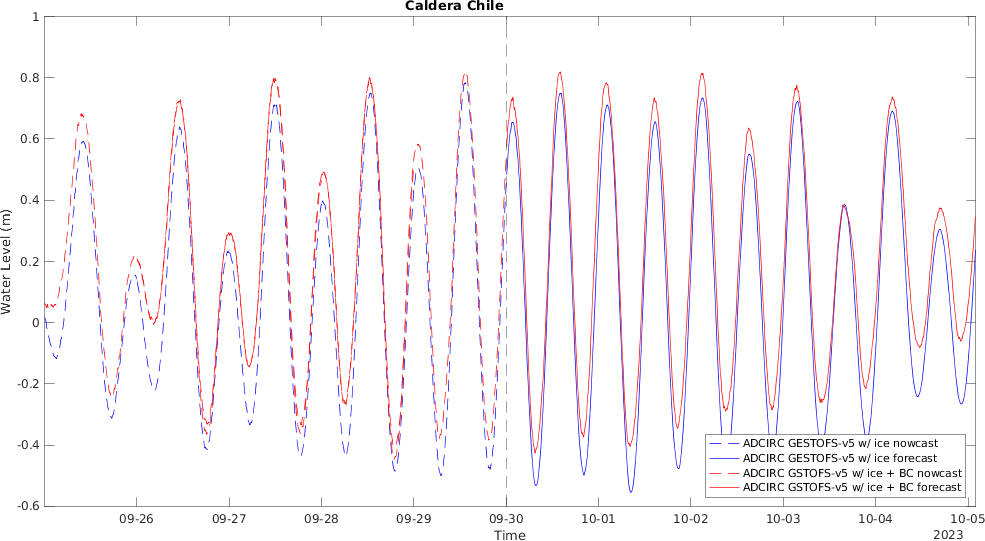 Caldera Chile
1
0.8
0.6
0.4
0.2
0
-0.2
-0.4
-0.6
Water Level (m)
ADCIRC GESTOFS-v5 w/ ice nowcast
ADCIRC GESTOFS-v5 w/ ice forecast
ADCIRC GSTOFS-v5 w/ ice + BC nowcast
ADCIRC GSTOFS-v5 w/ ice + BC forecast
09-26 09-27 09-28 09-29 09-30 10-01 10-02 10-03 10-04 10-05
Time
2023